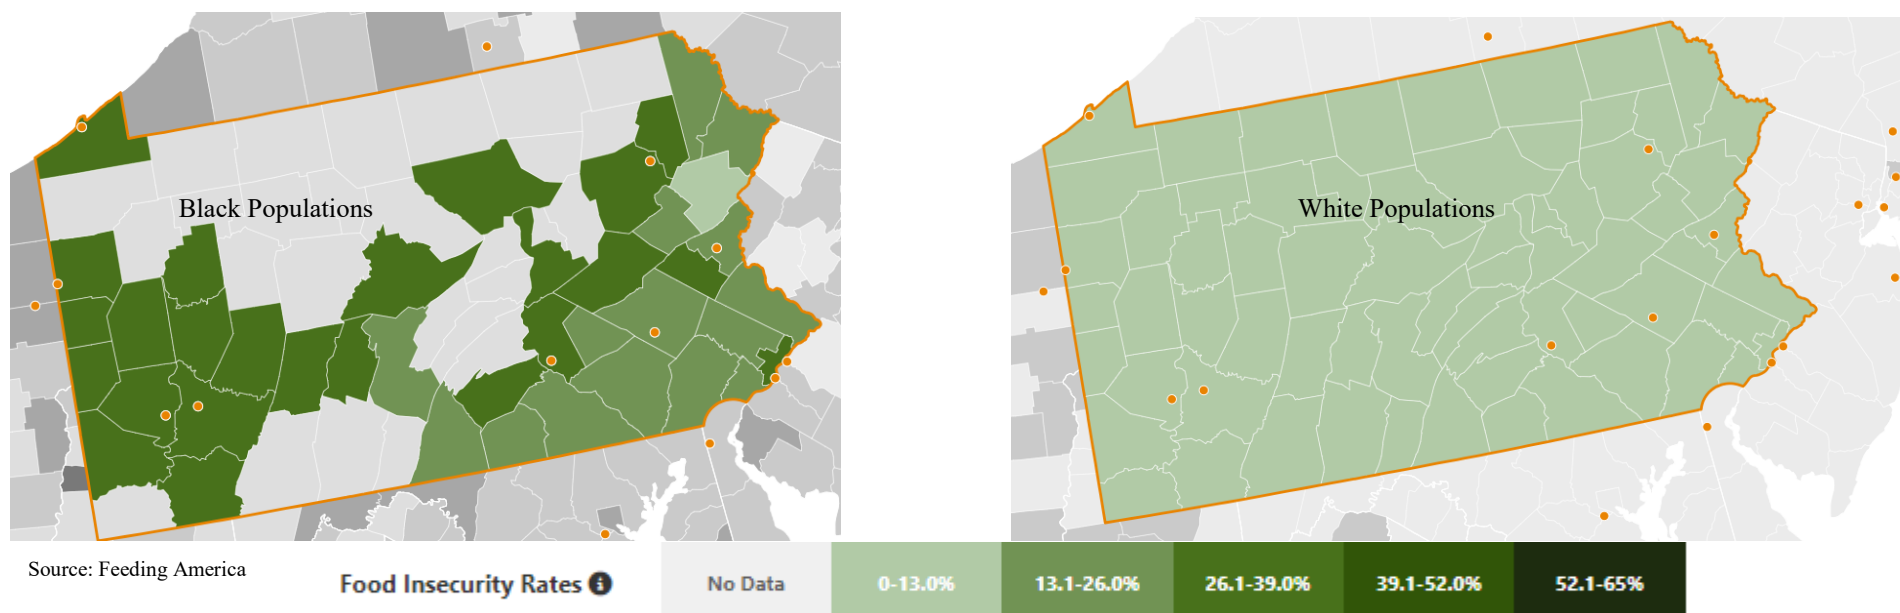 Black Populations
White Populations
Source: Feeding America
Food Insecurity Rates
No Data
0-13.0%
13.1-26.0%
26.1-39.0%
39.1-52.0%
52.1-65%